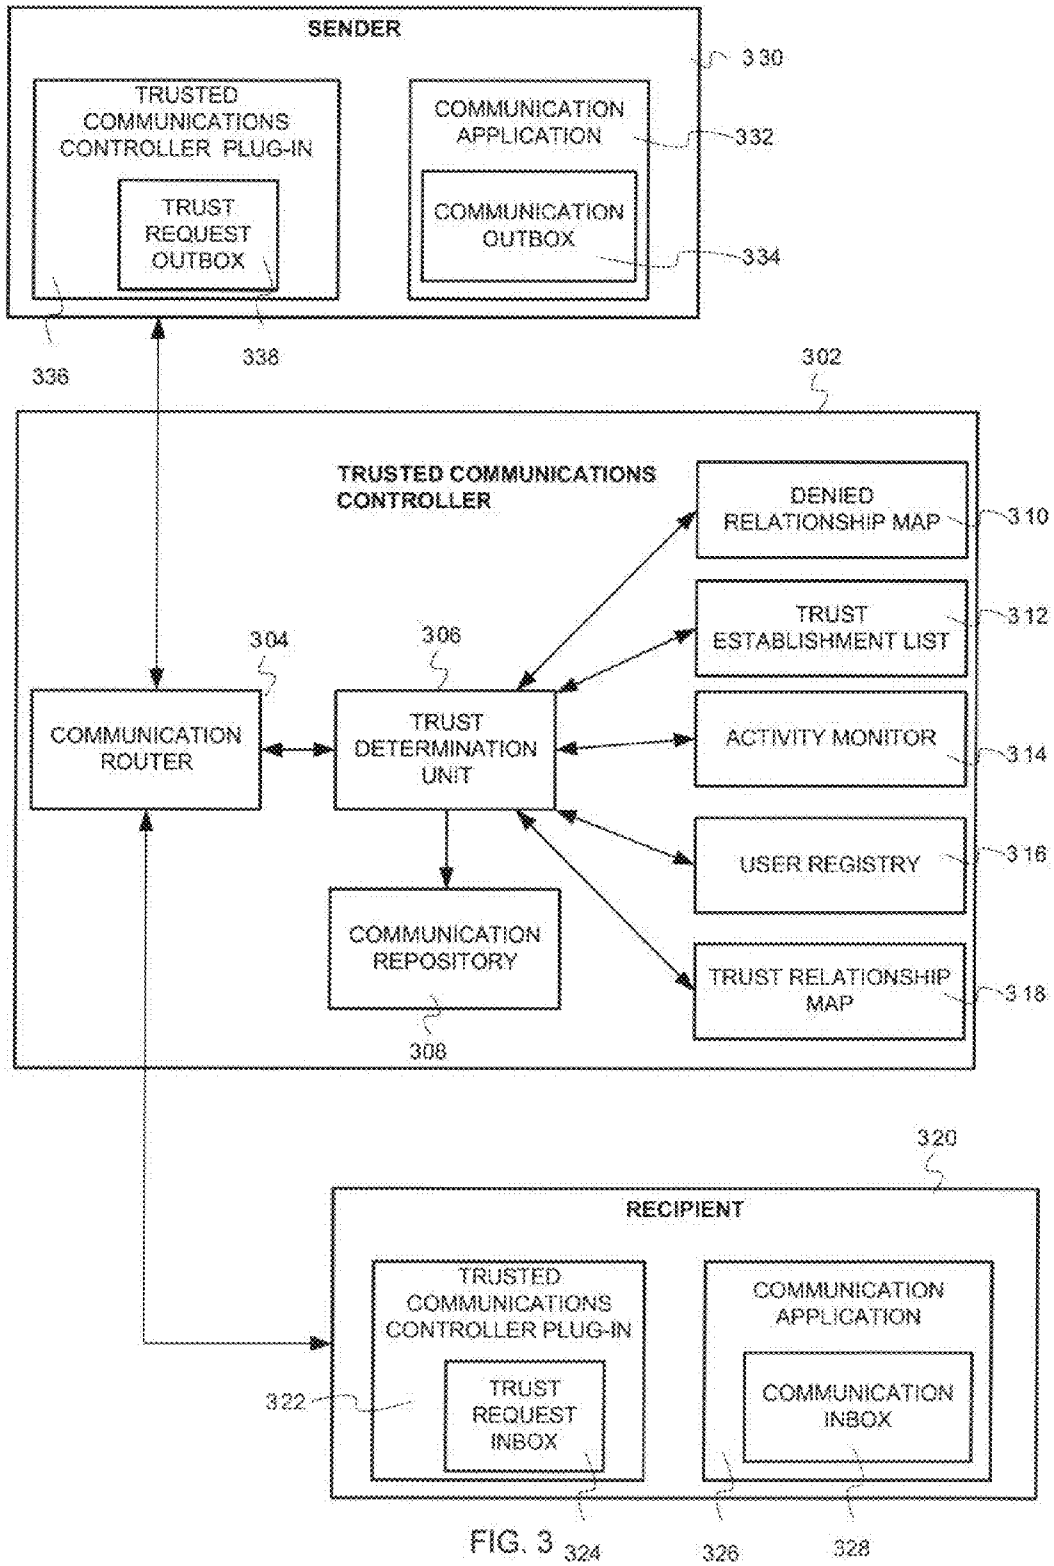 SENDER
330
TRUSTED
COMMUNICATIONS
CONTROLLER PLUG-IN
TRUST
REQUEST
OUTBOX
COMMUNICATION
APPLICATION
332
COMMUNICATION
OUTBOX
334
336
338
302
TRUSTED COMMUNICATIONS
CONTROLLER
DENIED
RELATIONSHIP MAP
310
TRUST
ESTABLISHMENT LIST
312
304
306
COMMUNICATION
ROUTER
TRUST
DETERMINATION
UNIT
ACTIVITY MONITOR
314
USER REGISTRY
316
COMMUNICATION
REPOSITORY
308
TRUST RELATIONSHIP
MAP
318
320
RECIPIENT
TRUSTED
COMMUNICATIONS
CONTROLLER PLUG-IN
322
TRUST
REQUEST
INBOX
COMMUNICATION
APPLICATION
COMMUNICATION
INBOX
324
326
328
FIG. 3